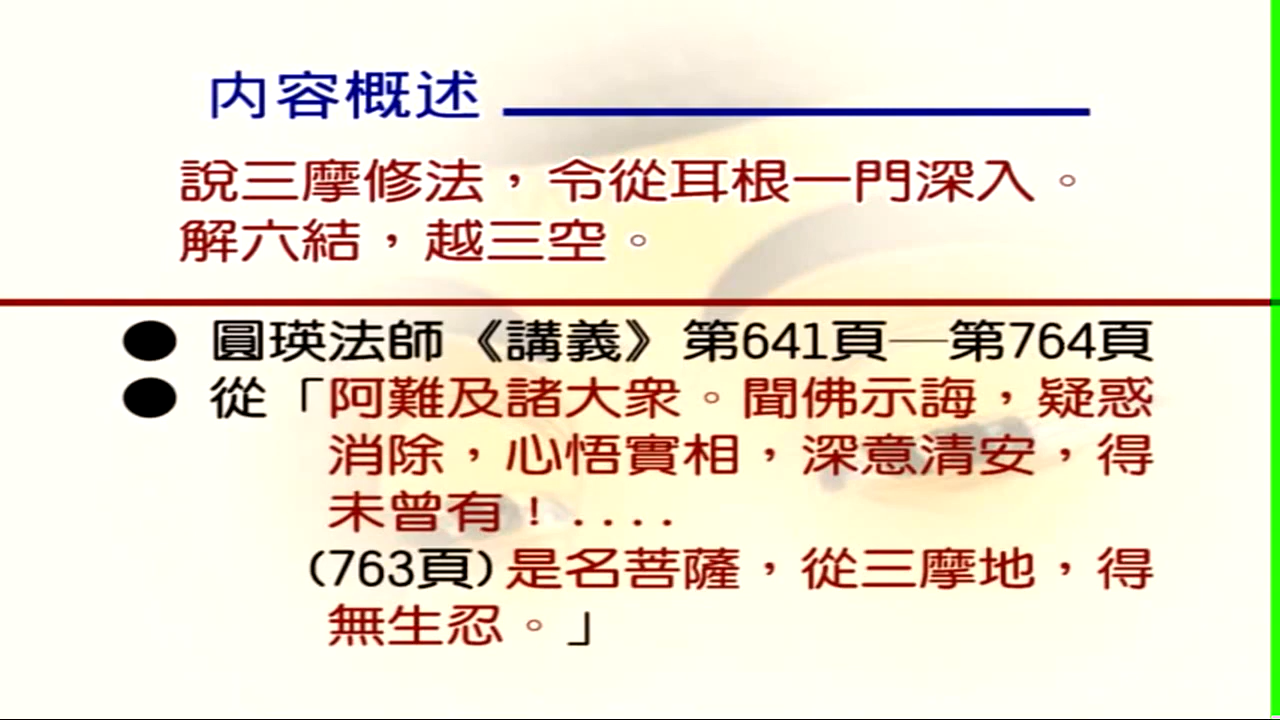 內容概述
說三摩修法，令從耳根一門深入。
解六結，越三空。
● 圓瑛法師《講義》第641頁—第764頁
● 從「阿難及諸大衆。聞佛示誨，疑惑
消除，心悟實相，深意清安，得
未曾有！....
(763頁)是名菩薩，從三摩地，得
無生忍。」